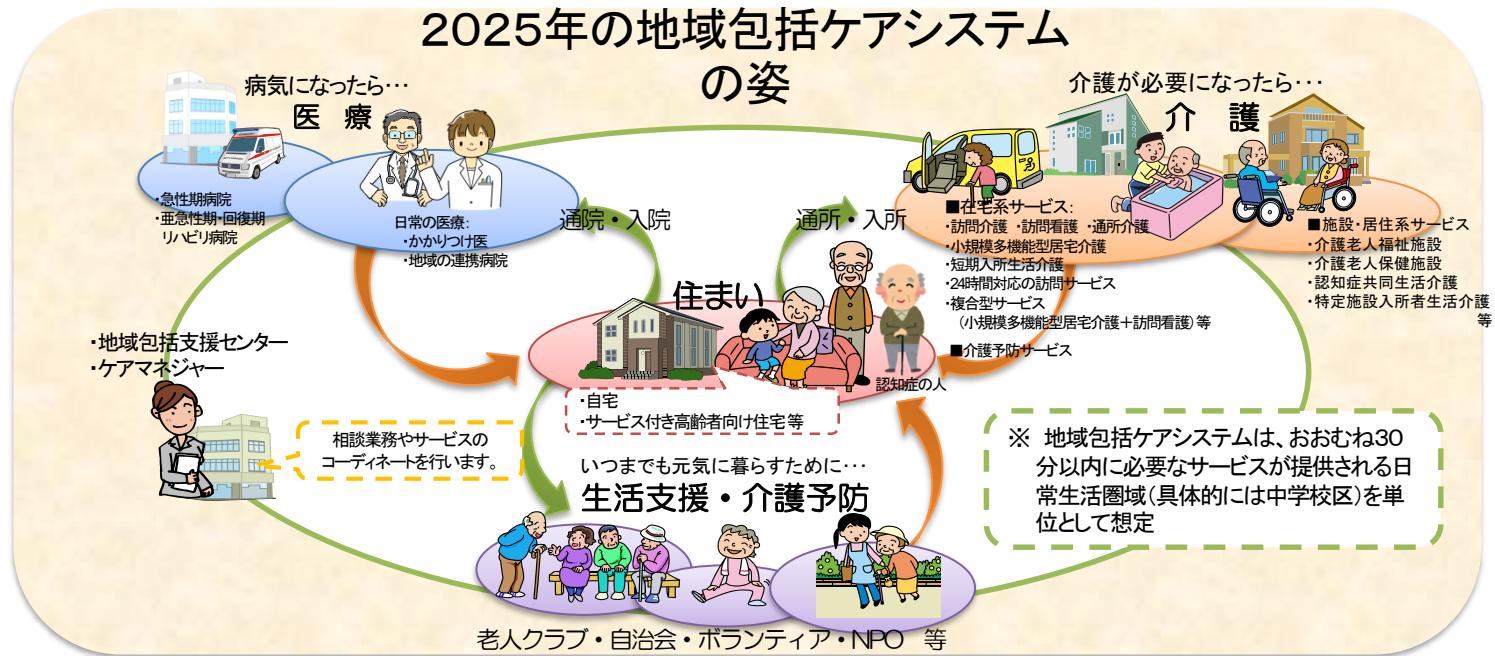 2025年の地域包括ケアシステム
の姿
病気になったら…
医　療
・急性期病院
・亜急性期・回復期
リハビリ病院
日常の医療:
・かかりつけ医
・地域の連携病院
通院・入院
通所・入所
介護が必要になったら…
介　護
■在宅系サービス:
・訪問介護 ・訪問看護 ・通所介護
・小規模多機能型居宅介護
・短期入所生活介護
・24時間対応の訪問サービス
・複合型サービス
（小規模多機能型居宅介護＋訪問看護）等
■介護予防サービス
■施設・居住系サービス
・介護老人福祉施設
・介護老人保健施設
・認知症共同生活介護
・特定施設入所者生活介護
等
住まい
認知症の人
・自宅
・サービス付き高齢者向け住宅等
・地域包括支援センター
・ケアマネジャー
相談業務やサービスの
コーディネートを行います。
いつまでも元気に暮らすために…
生活支援・介護予防
老人クラブ・自治会・ボランティア・NPO　等
※　地域包括ケアシステムは、おおむね30
分以内に必要なサービスが提供される日
常生活圏域（具体的には中学校区）を単
位として想定